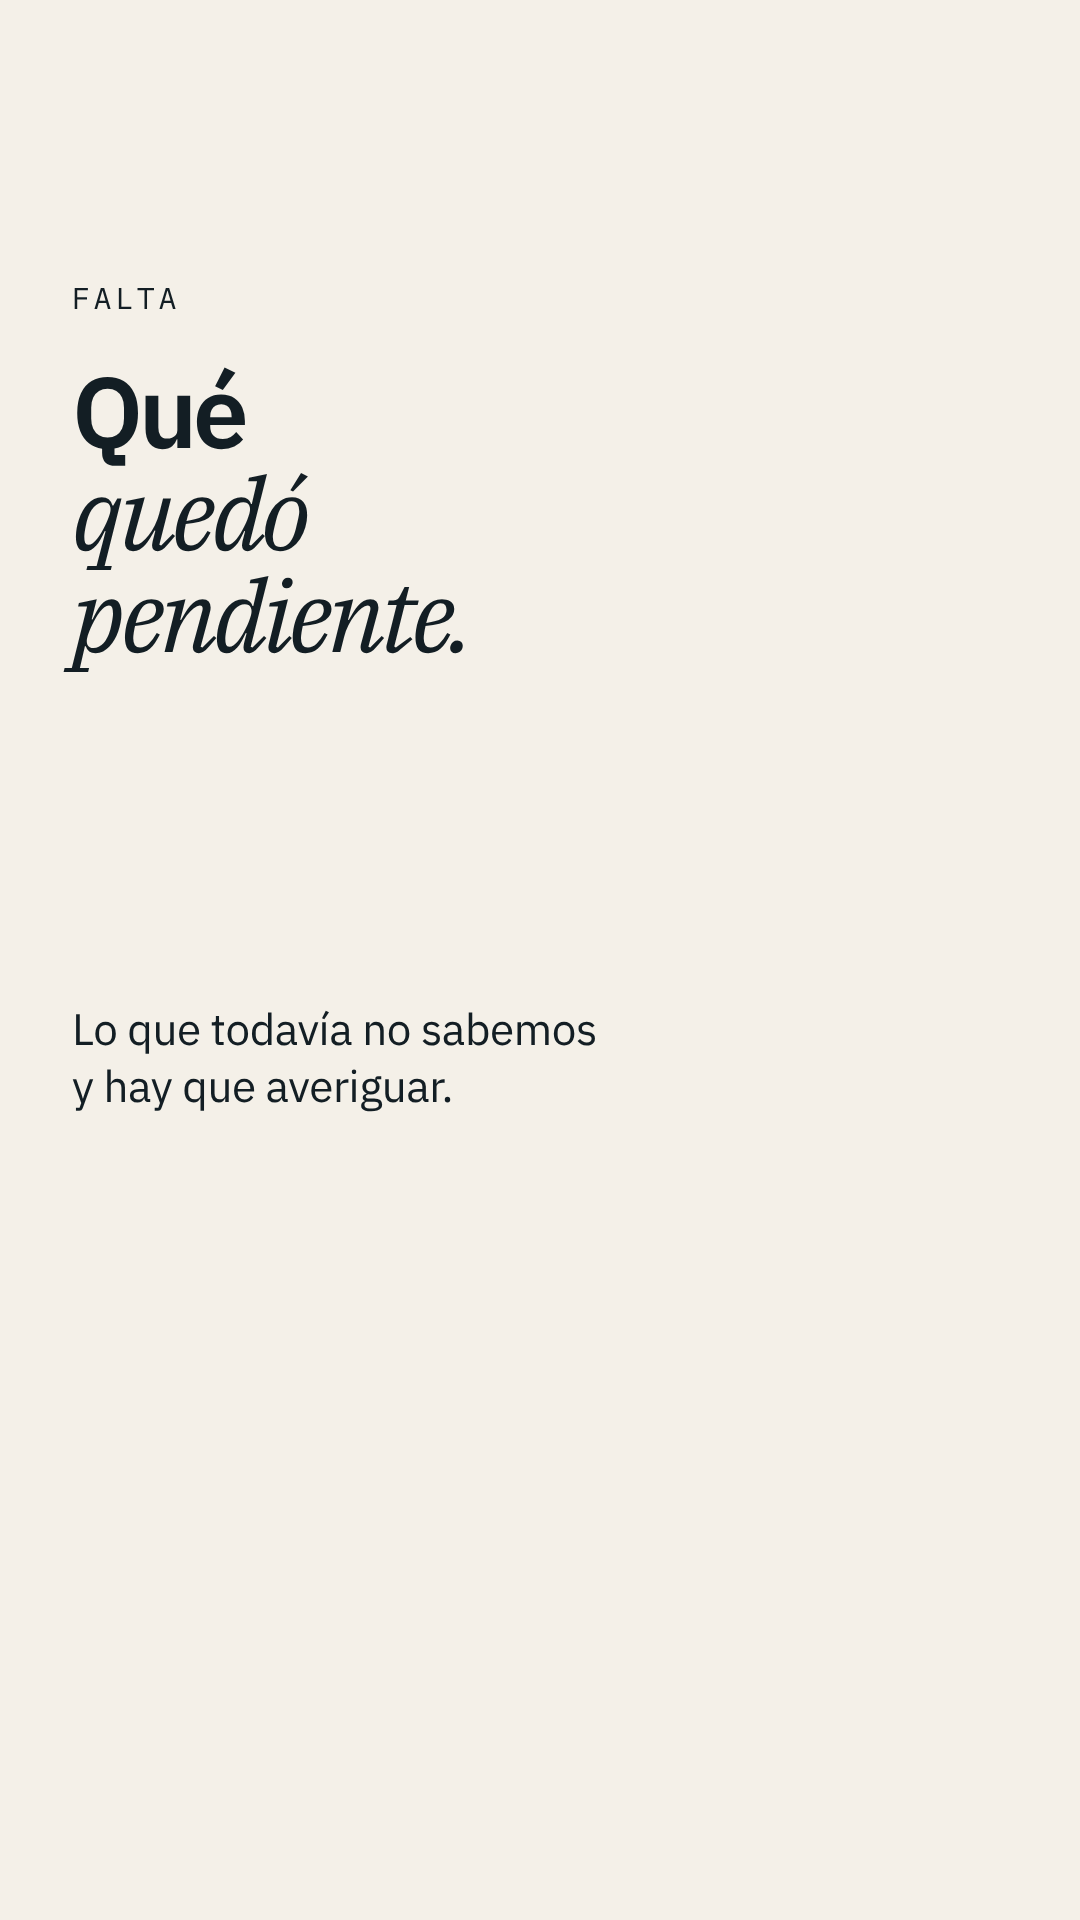 FALTA
Qué
quedó
pendiente.
Lo que todavía no sabemos
y hay que averiguar.